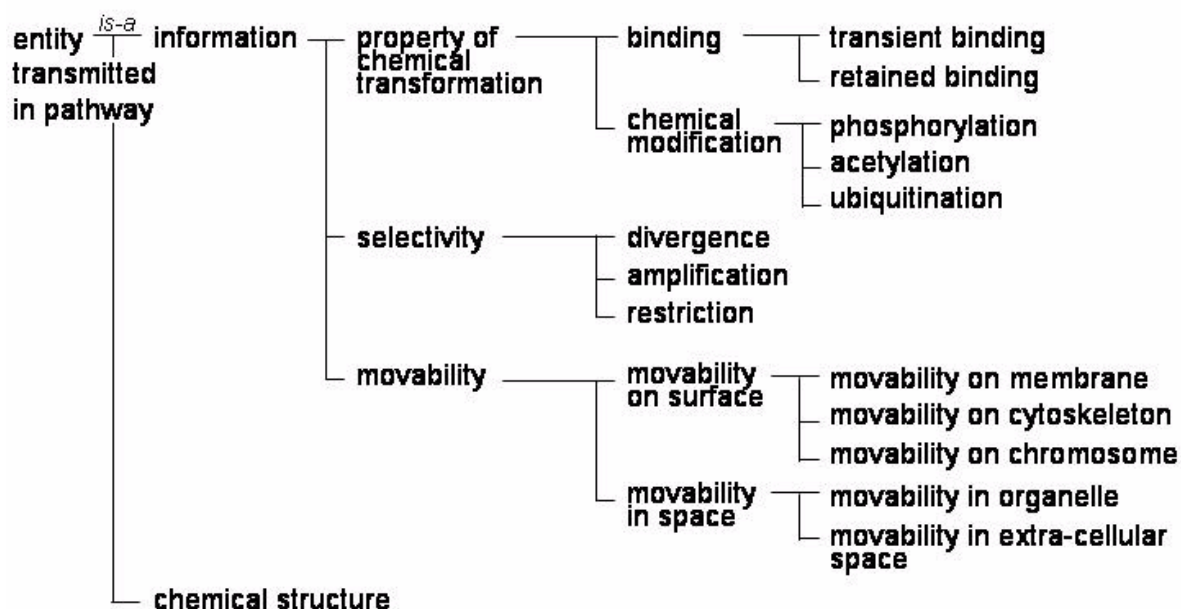 is-a
entity
transmitted
in pathway
information
property of
chemical
transformation
binding
transient binding
retained binding
chemical
modification
phosphorylation
acetylation
ubiquitination
selectivity
divergence
amplification
restriction
movability
movability
on surface
movability on membrane
movability on cytoskeleton
movability on chromosome
movability
in space
movability in organelle
movability in extra-cellular
space
chemical structure